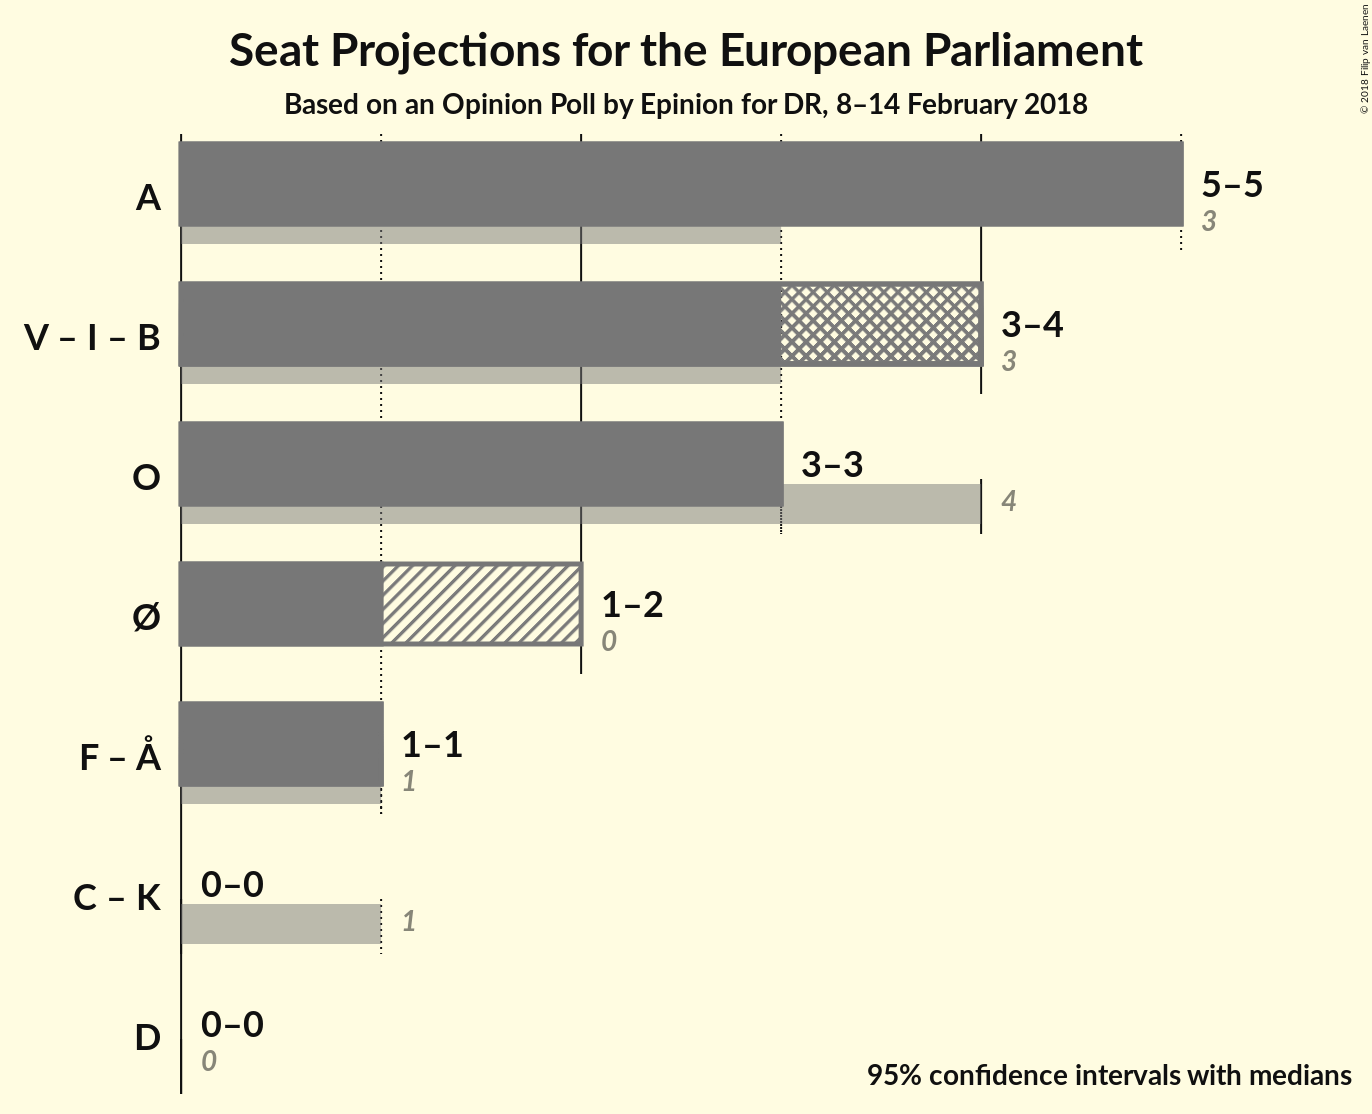 Seat Projections for the European Parliament
Based on an Opinion Poll by Epinion for DR, 8–14 February 2018
© 2018 Filip van Laenen
A
5–5
3
V – I – B
3–4
3
O
3–3
4
Ø
1–2
0
F – Å
1–1
1
C – K
0–0
1
D
0–0
0
95% confidence intervals with medians